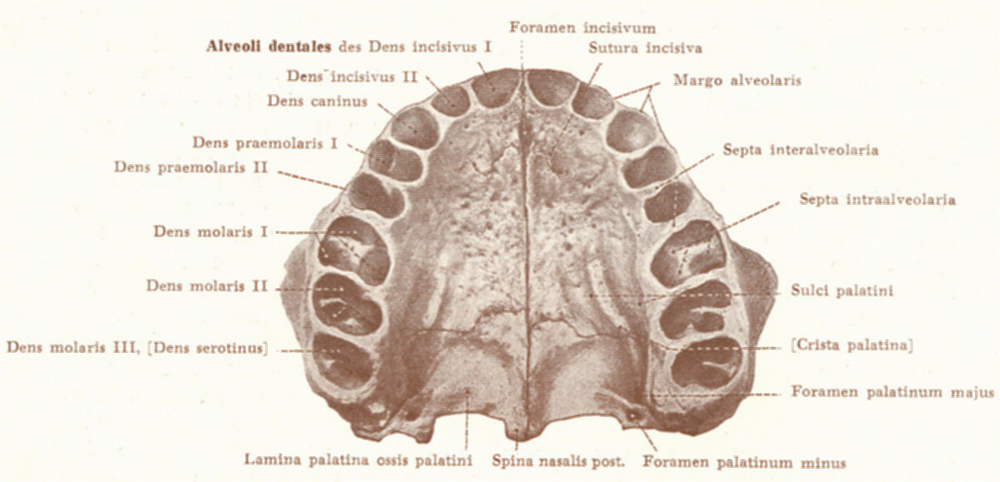 Foramen incisivum
Alveoli dentales des Dens incisivus I
Sutura incisiva
Dens incisivus II
Margo alveolaris
Dens caninus
Dens praemolaris I
Septa interalveolaria
Dens praemolaris II
Septa intraalveolaria
Dens molaris I
Dens molaris II
Sulci palatini
Dens molaris III, [Dens serotinus]
[Crista palatina]
Foramen palatinum majus
Lamina palatina ossis palatini
Spina nasalis post.
Foramen palatinum minus